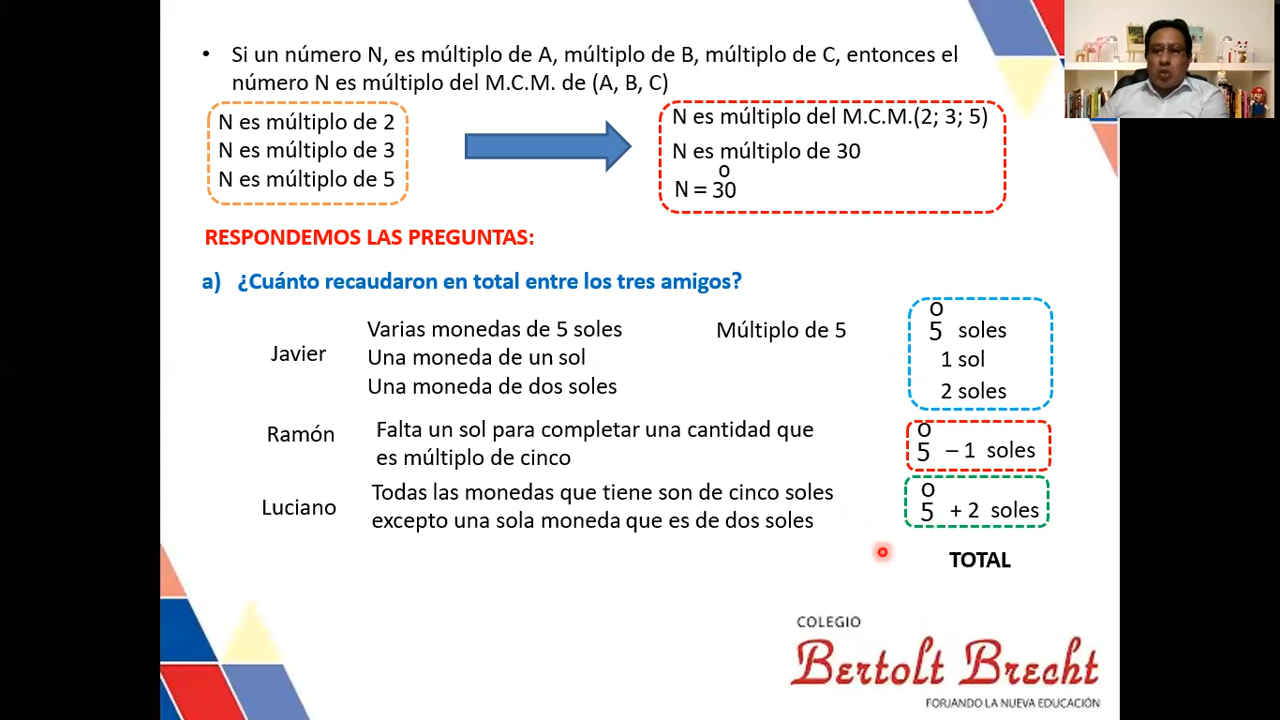 • Si un número N, es múltiplo de A, múltiplo de B, múltiplo de C, entonces el
número N es múltiplo del M.C.M. de (A, B, C)
N es múltiplo de 2
N es múltiplo de 3
N es múltiplo de 5
N es múltiplo del M.C.M.(2; 3; 5)
N es múltiplo de 30
o
N = 30
RESPONDEMOS LAS PREGUNTAS:
a) ¿Cuánto recaudaron en total entre los tres amigos?
Javier
Varias monedas de 5 soles
Una moneda de un sol
Una moneda de dos soles
Múltiplo de 5
o
5 soles
1 sol
2 soles
Ramón
Falta un sol para completar una cantidad que
es múltiplo de cinco
o
5 – 1 soles
Luciano
Todas las monedas que tiene son de cinco soles
excepto una sola moneda que es de dos soles
o
5 + 2 soles
TOTAL
COLEGIO
Bertolt Brecht
FORJANDO LA NUEVA EDUCACIÓN